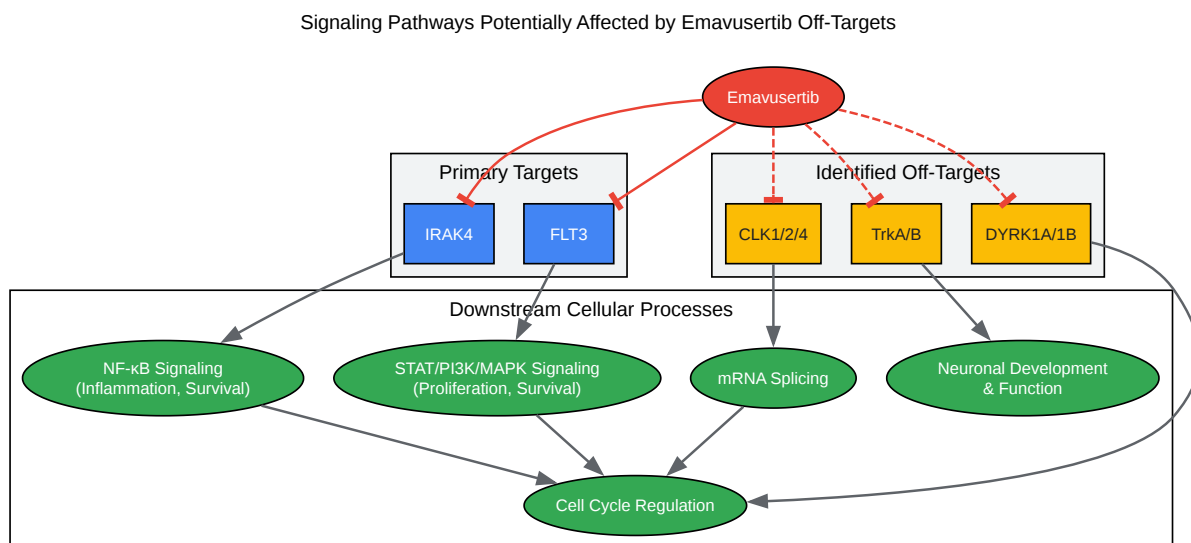 Signaling Pathways Potentially Affected by Emavusertib Off-Targets
Emavusertib
Primary Targets
Identified Off-Targets
IRAK4
FLT3
CLK1/2/4
TrkA/B
DYRK1A/1B
Downstream Cellular Processes
NF-κB Signaling
(Inflammation, Survival)
STAT/PI3K/MAPK Signaling
(Proliferation, Survival)
mRNA Splicing
Neuronal Development
& Function
Cell Cycle Regulation